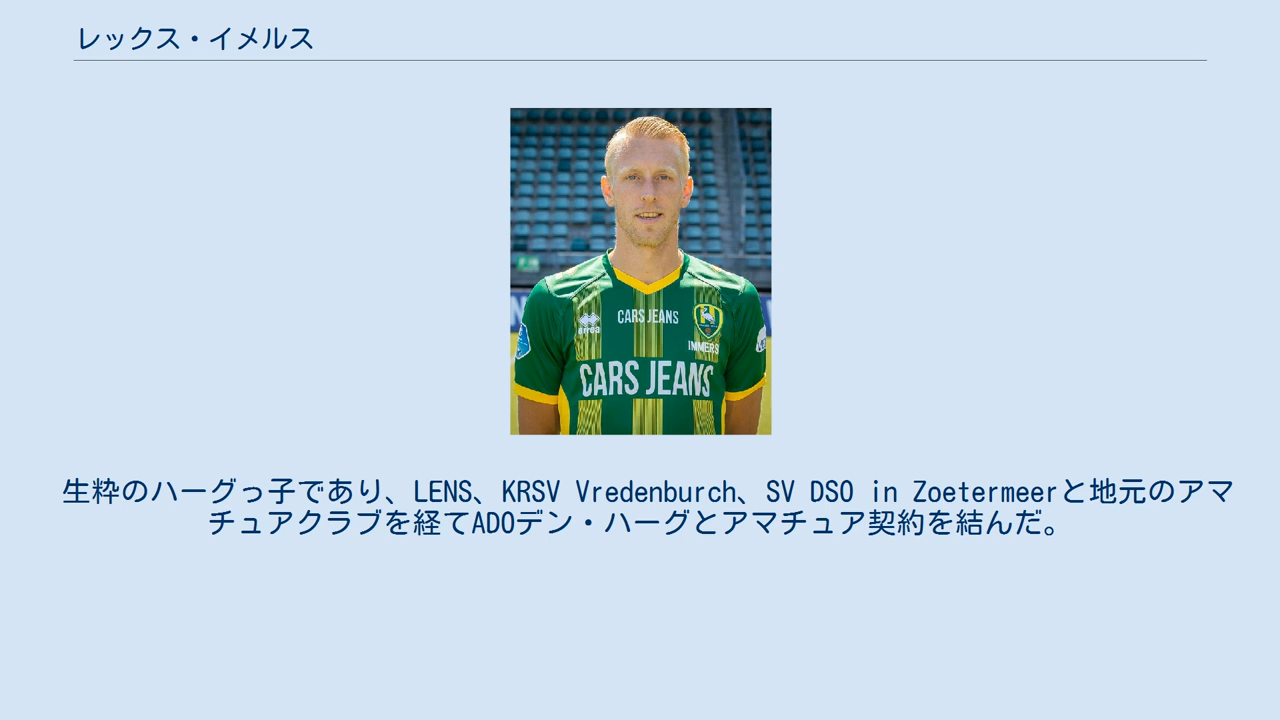 レックス・イメルス
CARS JEANS
errea
IMMERS
CARS JEANS
生粋のハーグっ子であり、LENS、KRSV Vredenburch、SV DSO in Zoetermeerと地元のアマ
チュアクラブを経てADOデン・ハーグとアマチュア契約を結んだ。